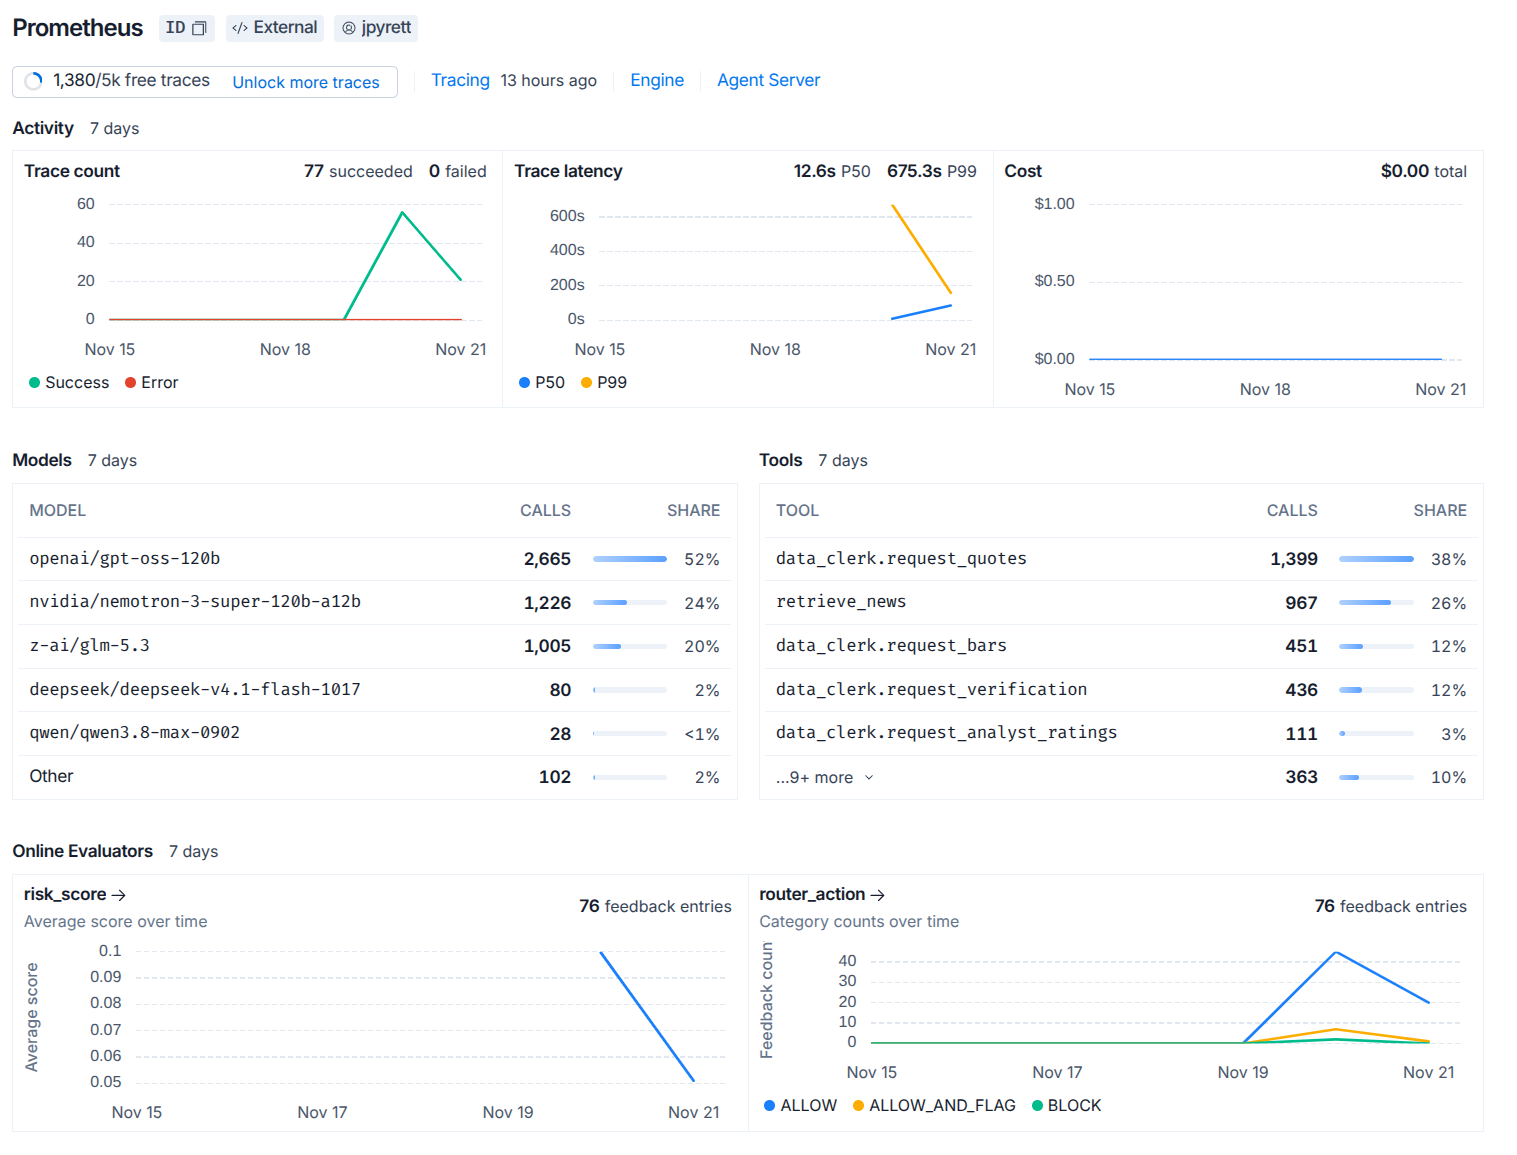 Prometheus ID </> External jpyrett
1,380/5k free traces Unlock more traces Tracing 13 hours ago Engine Agent Server
Activity 7 days
Trace count 77 succeeded 0 failed
60
40
20
0
Nov 15 Nov 18 Nov 21
Success Error
Trace latency 12.6s P50 675.3s P99
600s
400s
200s
0s
Nov 15 Nov 18 Nov 21
P50 P99
Cost $0.00 total
$1.00
$0.50
$0.00
Nov 15 Nov 18 Nov 21
Models 7 days
MODEL CALLS SHARE
openai/gpt-oss-120b 2,665 52%
nvidia/nemotron-3-super-120b-a12b 1,226 24%
z-ai/glm-5.3 1,005 20%
deepseek/deepseek-v4.1-flash-1017 80 2%
qwen/qwen3.8-max-0902 28 <1%
Other 102 2%
Tools 7 days
TOOL CALLS SHARE
data_clerk.request_quotes 1,399 38%
retrieve_news 967 26%
data_clerk.request_bars 451 12%
data_clerk.request_verification 436 12%
data_clerk.request_analyst_ratings 111 3%
...9+ more 363 10%
Online Evaluators 7 days
risk_score → 76 feedback entries
Average score over time
Average score
0.1
0.09
0.08
0.07
0.06
0.05
Nov 15 Nov 17 Nov 19 Nov 21
router_action → 76 feedback entries
Category counts over time
Feedback coun
40
30
20
10
0
Nov 15 Nov 17 Nov 19 Nov 21
ALLOW ALLOW_AND_FLAG BLOCK